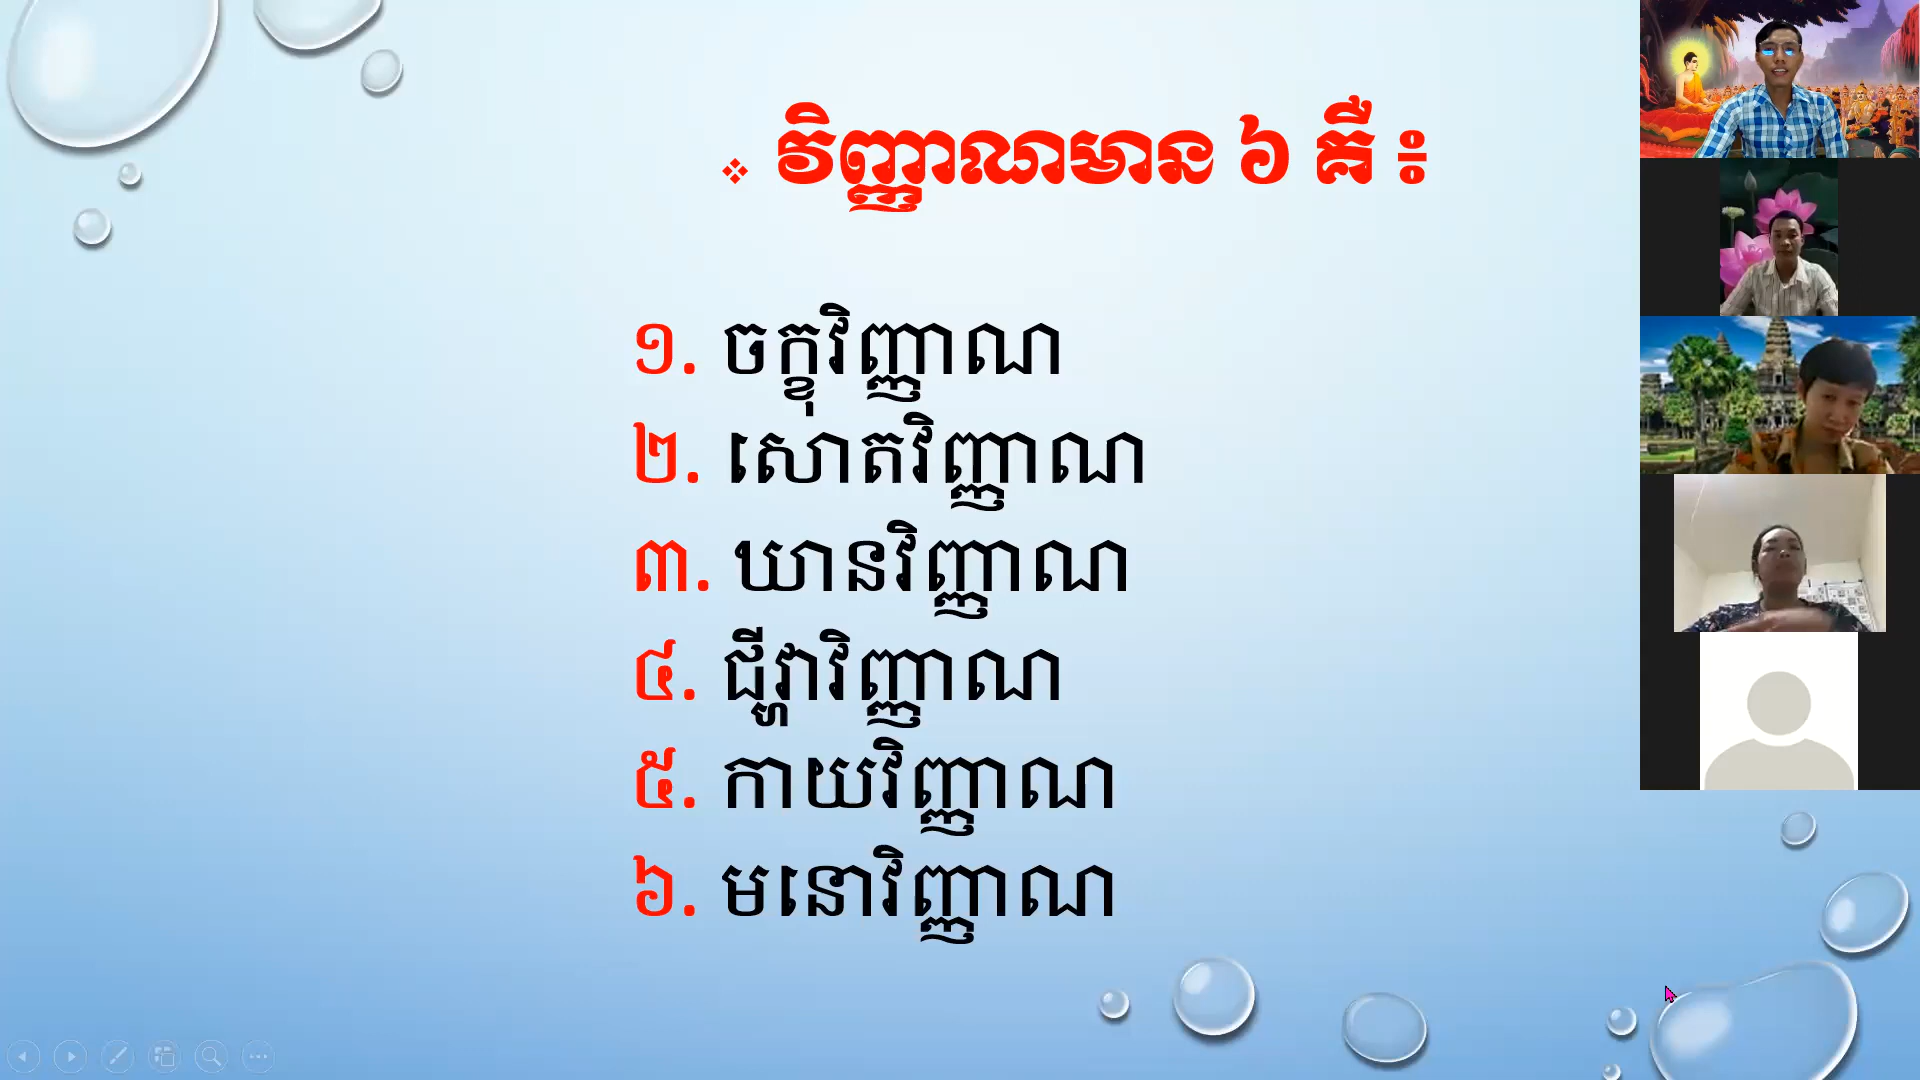 ❖ វិញ្ញាណមាន ៦ គឺ ៖
១. ចក្ខុវិញ្ញាណ
២. សោតវិញ្ញាណ
៣. ឃានវិញ្ញាណ
៤. ជីវ្ហាវិញ្ញាណ
៥. កាយវិញ្ញាណ
៦. មនោវិញ្ញាណ